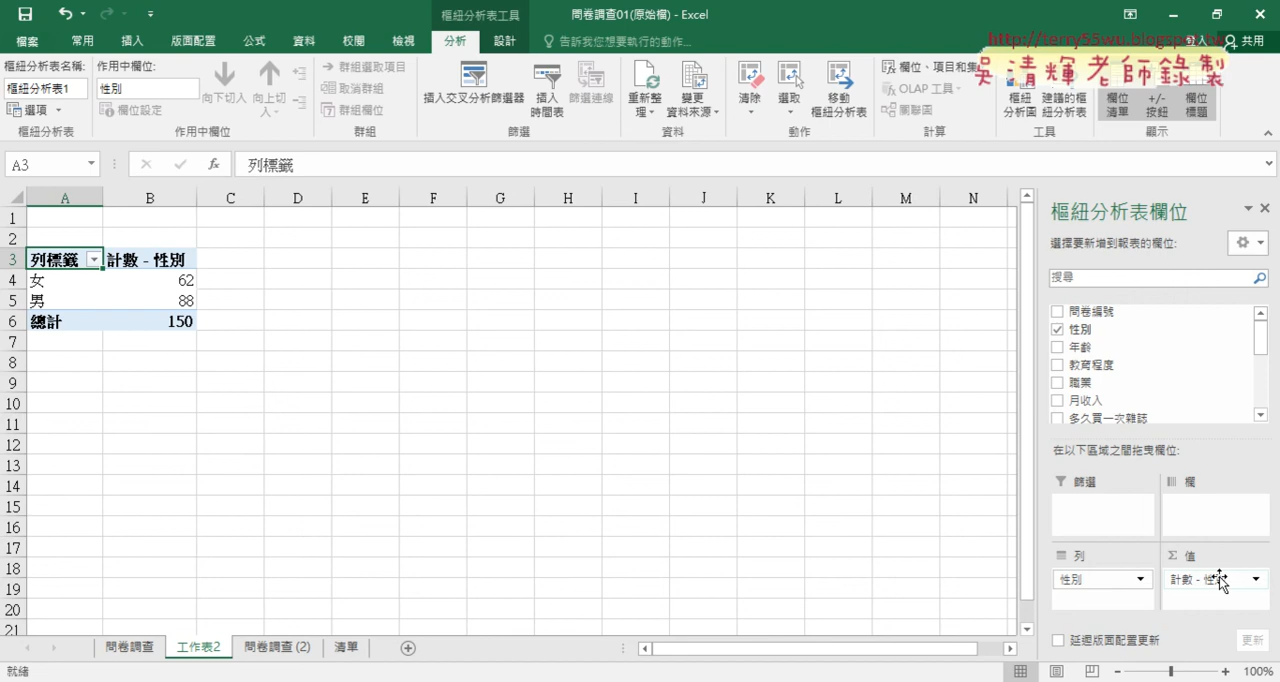 樞紐分析表工具
問卷調查01(原始檔) - Excel
檔案 常用 插入 版面配置 公式 資料 校閱 檢視 分析 設計 告訴我您想要執行的動作... 登入 共用
http://terry55wu.blogspot.tw
吳清輝老師錄製
樞紐分析表名稱: 作用中欄位:
樞紐分析表1 性別
選項 欄位設定
向下切入 向上切入
群組選取項目
取消群組
群組欄位
插入交叉分析篩選器 插入時間表 篩選連線
重新整理 變更資料來源
清除 選取 移動樞紐分析表
欄位、項目和集
OLAP 工具
關聯圖
樞紐分析圖 建議的樞紐分析表
欄位清單 +/- 按鈕 欄位標題
樞紐分析表 作用中欄位 群組 篩選 資料 動作 計算 工具 顯示
A3 fx 列標籤
A B C D E F G H I J K L M N
1
2
3 列標籤 計數 - 性別
4 女 62
5 男 88
6 總計 150
7
8
9
10
11
12
13
14
15
16
17
18
19
20
21
樞紐分析表欄位
選擇要新增到報表的欄位:
搜尋
問卷編號
性別
年齡
教育程度
職業
月收入
多久買一次雜誌
在以下區域之間拖曳欄位:
篩選 欄
列 Σ 值
性別 計數 - 性別
延遲版面配置更新 更新
問卷調查 工作表2 問卷調查 (2) 清單
就緒 100%